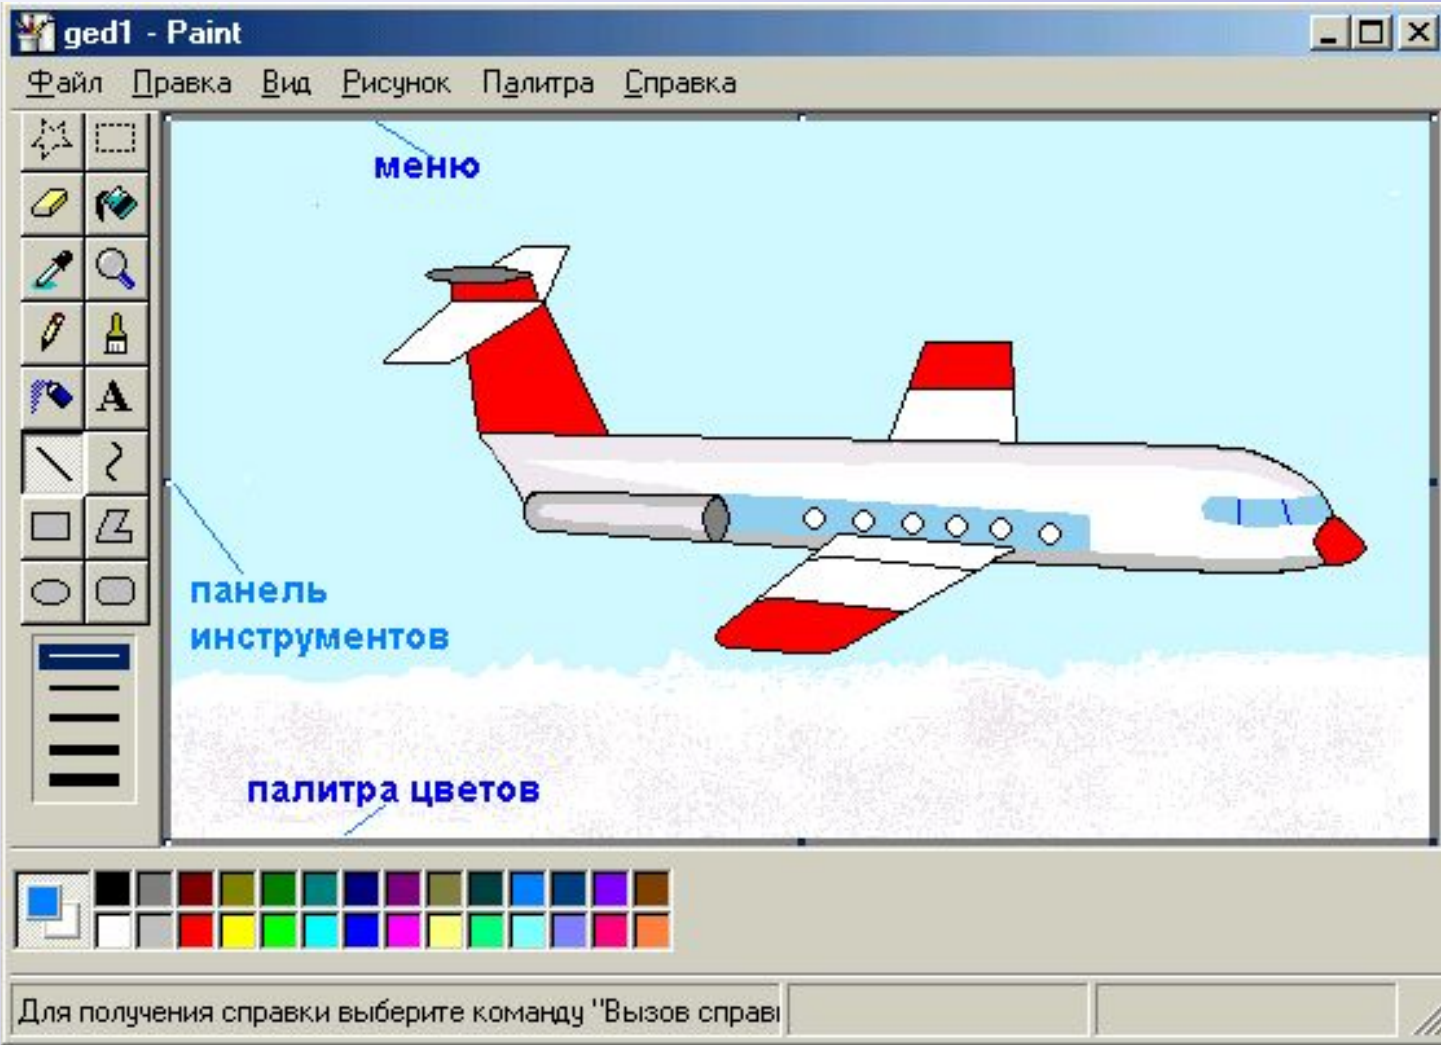 ged1 - Paint
Файл Правка Вид Рисунок Палитра Справка
меню
A
панель
инструментов
палитра цветов
Для получения справки выберите команду "Вызов